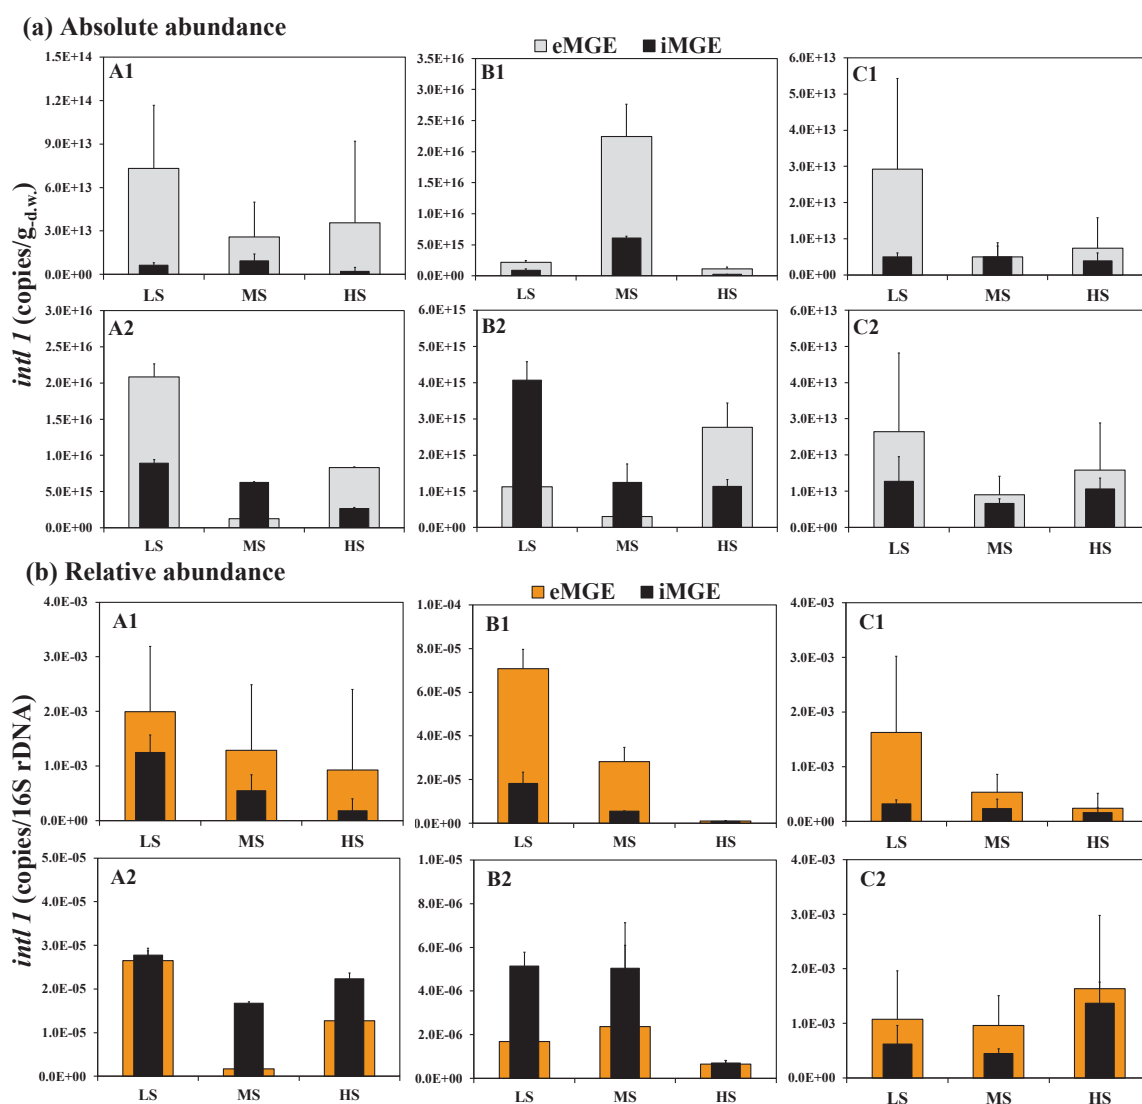 (a) Absolute abundance
eMGE iMGE
intl 1 (copies/g-d.w.)
A1
1.5E+14
1.2E+14
9.0E+13
6.0E+13
3.0E+13
0.0E+00
LS MS HS
B1
3.5E+16
3.0E+16
2.5E+16
2.0E+16
1.5E+16
1.0E+16
5.0E+15
0.0E+00
LS MS HS
C1
6.0E+13
5.0E+13
4.0E+13
3.0E+13
2.0E+13
1.0E+13
0.0E+00
LS MS HS
A2
3.0E+16
2.5E+16
2.0E+16
1.5E+16
1.0E+16
5.0E+15
0.0E+00
LS MS HS
B2
6.0E+15
5.0E+15
4.0E+15
3.0E+15
2.0E+15
1.0E+15
0.0E+00
LS MS HS
C2
6.0E+13
5.0E+13
4.0E+13
3.0E+13
2.0E+13
1.0E+13
0.0E+00
LS MS HS
(b) Relative abundance
eMGE iMGE
intl 1 (copies/16S rDNA)
A1
4.0E-03
3.0E-03
2.0E-03
1.0E-03
0.0E+00
LS MS HS
B1
1.0E-04
8.0E-05
6.0E-05
4.0E-05
2.0E-05
0.0E+00
LS MS HS
C1
4.0E-03
3.0E-03
2.0E-03
1.0E-03
0.0E+00
LS MS HS
A2
5.0E-05
4.0E-05
3.0E-05
2.0E-05
1.0E-05
0.0E+00
LS MS HS
B2
1.0E-05
8.0E-06
6.0E-06
4.0E-06
2.0E-06
0.0E+00
LS MS HS
C2
4.0E-03
3.0E-03
2.0E-03
1.0E-03
0.0E+00
LS MS HS